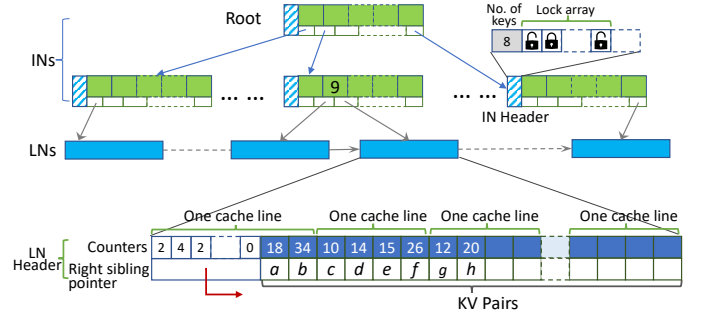 No. of keys
Lock array
Root
8
INs
9
... ...
... ...
IN Header
LNs
One cache line
One cache line
One cache line
One cache line
LN Header
Counters
2 4 2 0 18 34 10 14 15 26 12 20
Right sibling pointer
a b c d e f g h
KV Pairs